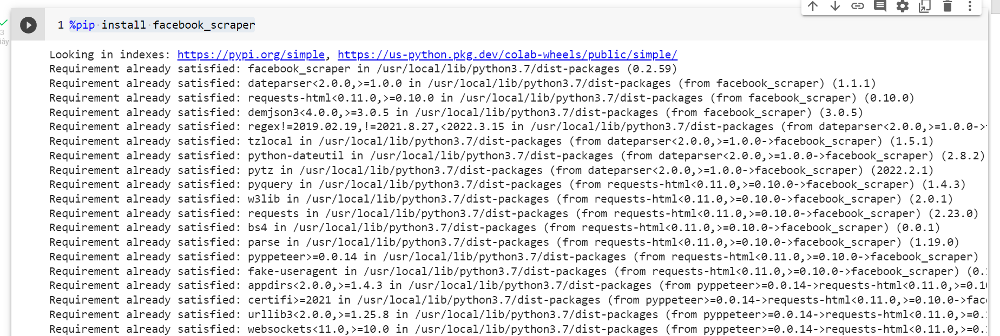 1 %pip install facebook_scraper
3
iây
Looking in indexes: https://pypi.org/simple, https://us-python.pkg.dev/colab-wheels/public/simple/
Requirement already satisfied: facebook_scraper in /usr/local/lib/python3.7/dist-packages (0.2.59)
Requirement already satisfied: dateparser<2.0.0,>=1.0.0 in /usr/local/lib/python3.7/dist-packages (from facebook_scraper) (1.1.1)
Requirement already satisfied: requests-html<0.11.0,>=0.10.0 in /usr/local/lib/python3.7/dist-packages (from facebook_scraper) (0.10.0)
Requirement already satisfied: demjson3<4.0.0,>=3.0.5 in /usr/local/lib/python3.7/dist-packages (from facebook_scraper) (3.0.5)
Requirement already satisfied: regex!=2019.02.19,!=2021.8.27,<2022.3.15 in /usr/local/lib/python3.7/dist-packages (from dateparser<2.0.0,>=1.0.0->
Requirement already satisfied: tzlocal in /usr/local/lib/python3.7/dist-packages (from dateparser<2.0.0,>=1.0.0->facebook_scraper) (1.5.1)
Requirement already satisfied: python-dateutil in /usr/local/lib/python3.7/dist-packages (from dateparser<2.0.0,>=1.0.0->facebook_scraper) (2.8.2)
Requirement already satisfied: pytz in /usr/local/lib/python3.7/dist-packages (from dateparser<2.0.0,>=1.0.0->facebook_scraper) (2022.2.1)
Requirement already satisfied: pyquery in /usr/local/lib/python3.7/dist-packages (from requests-html<0.11.0,>=0.10.0->facebook_scraper) (1.4.3)
Requirement already satisfied: w3lib in /usr/local/lib/python3.7/dist-packages (from requests-html<0.11.0,>=0.10.0->facebook_scraper) (2.0.1)
Requirement already satisfied: requests in /usr/local/lib/python3.7/dist-packages (from requests-html<0.11.0,>=0.10.0->facebook_scraper) (2.23.0)
Requirement already satisfied: bs4 in /usr/local/lib/python3.7/dist-packages (from requests-html<0.11.0,>=0.10.0->facebook_scraper) (0.0.1)
Requirement already satisfied: parse in /usr/local/lib/python3.7/dist-packages (from requests-html<0.11.0,>=0.10.0->facebook_scraper) (1.19.0)
Requirement already satisfied: pyppeteer>=0.0.14 in /usr/local/lib/python3.7/dist-packages (from requests-html<0.11.0,>=0.10.0->facebook_scraper)
Requirement already satisfied: fake-useragent in /usr/local/lib/python3.7/dist-packages (from requests-html<0.11.0,>=0.10.0->facebook_scraper) (0.
Requirement already satisfied: appdirs<2.0.0,>=1.4.3 in /usr/local/lib/python3.7/dist-packages (from pyppeteer>=0.0.14->requests-html<0.11.0,>=0.10
Requirement already satisfied: certifi>=2021 in /usr/local/lib/python3.7/dist-packages (from pyppeteer>=0.0.14->requests-html<0.11.0,>=0.10.0->fac
Requirement already satisfied: urllib3<2.0.0,>=1.25.8 in /usr/local/lib/python3.7/dist-packages (from pyppeteer>=0.0.14->requests-html<0.11.0,>=0.
Requirement already satisfied: websockets<11.0,>=10.0 in /usr/local/lib/python3.7/dist-packages (from pyppeteer>=0.0.14->requests-html<0.11.0,>=0.